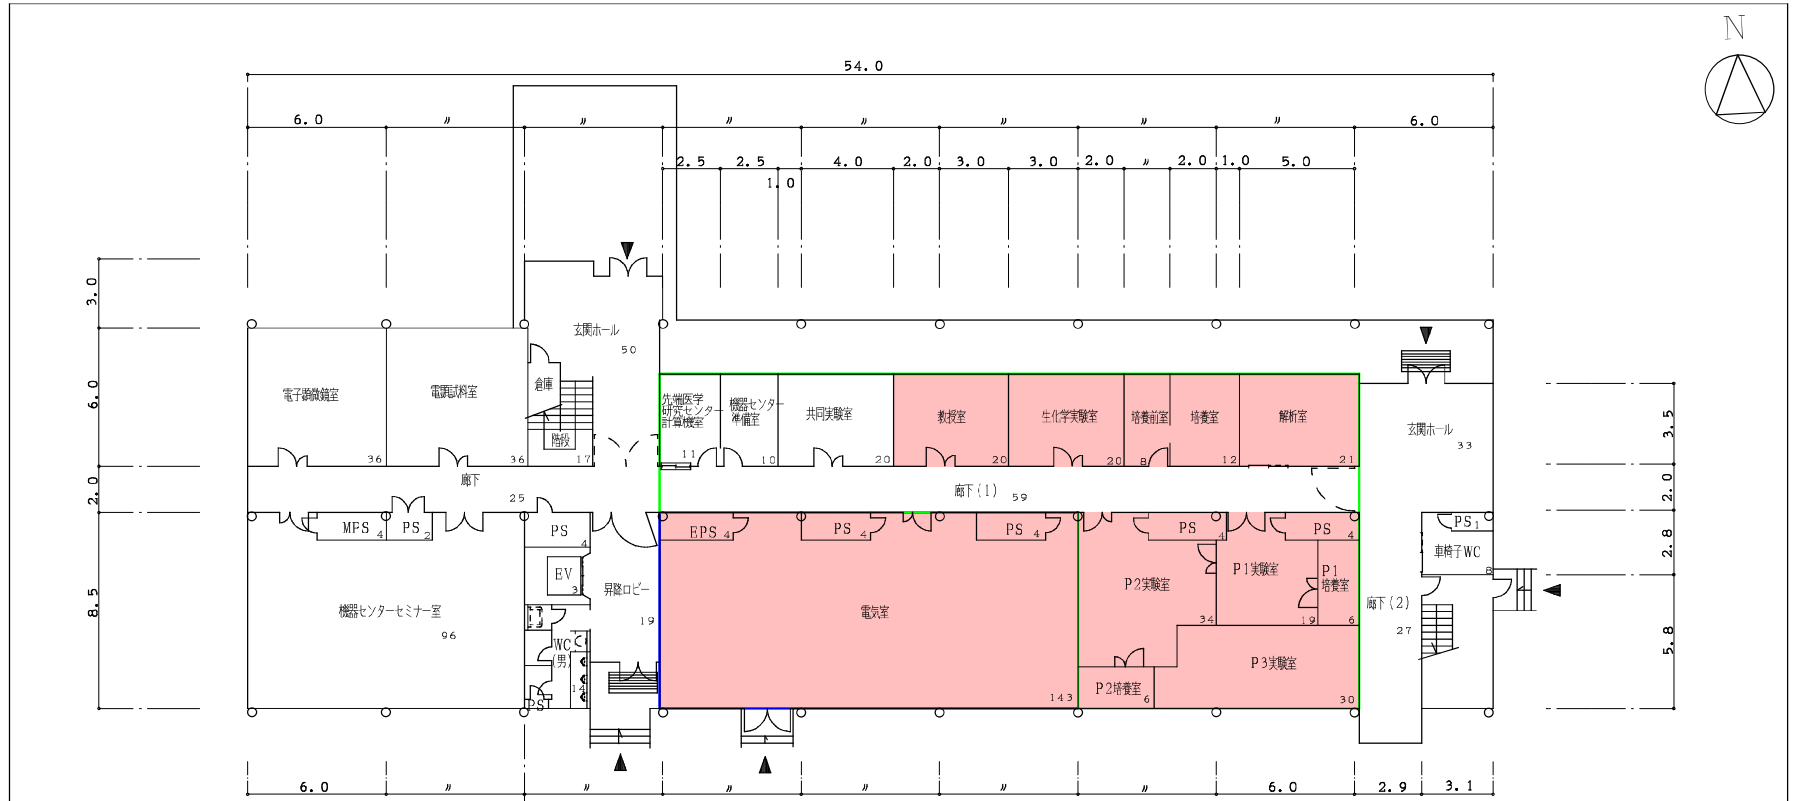 N
54.0
6.0 〃 〃 〃 〃 〃 〃 〃 6.0
2.5 2.5 4.0 2.0 3.0 3.0 2.0 〃 2.0 1.0 5.0
1.0
3.0
6.0
2.0
8.5
3.5
2.0
2.8
5.8
玄関ホール
50
電子顕微鏡室
36
電顕試料室
36
倉庫
階段
17
先端医学
研究センター
計算機室
11
機器センター
準備室
10
共同実験室
20
教授室
20
生化学実験室
20
培養前室
8
培養室
12
解析室
21
玄関ホール
33
廊下
25
廊下(1)
59
MPS
4
PS
2
PS
4
EPS
4
PS
4
PS
4
PS
4
PS
4
PS
1
車椅子WC
8
EV
3
昇降ロビー
19
機器センターセミナー室
96
WC
(男)
14
PS
電気室
143
P2実験室
34
P1実験室
19
P1
培養室
6
P3実験室
30
P2培養室
6
廊下(2)
27
6.0 〃 〃 〃 〃 〃 〃 6.0 2.9 3.1